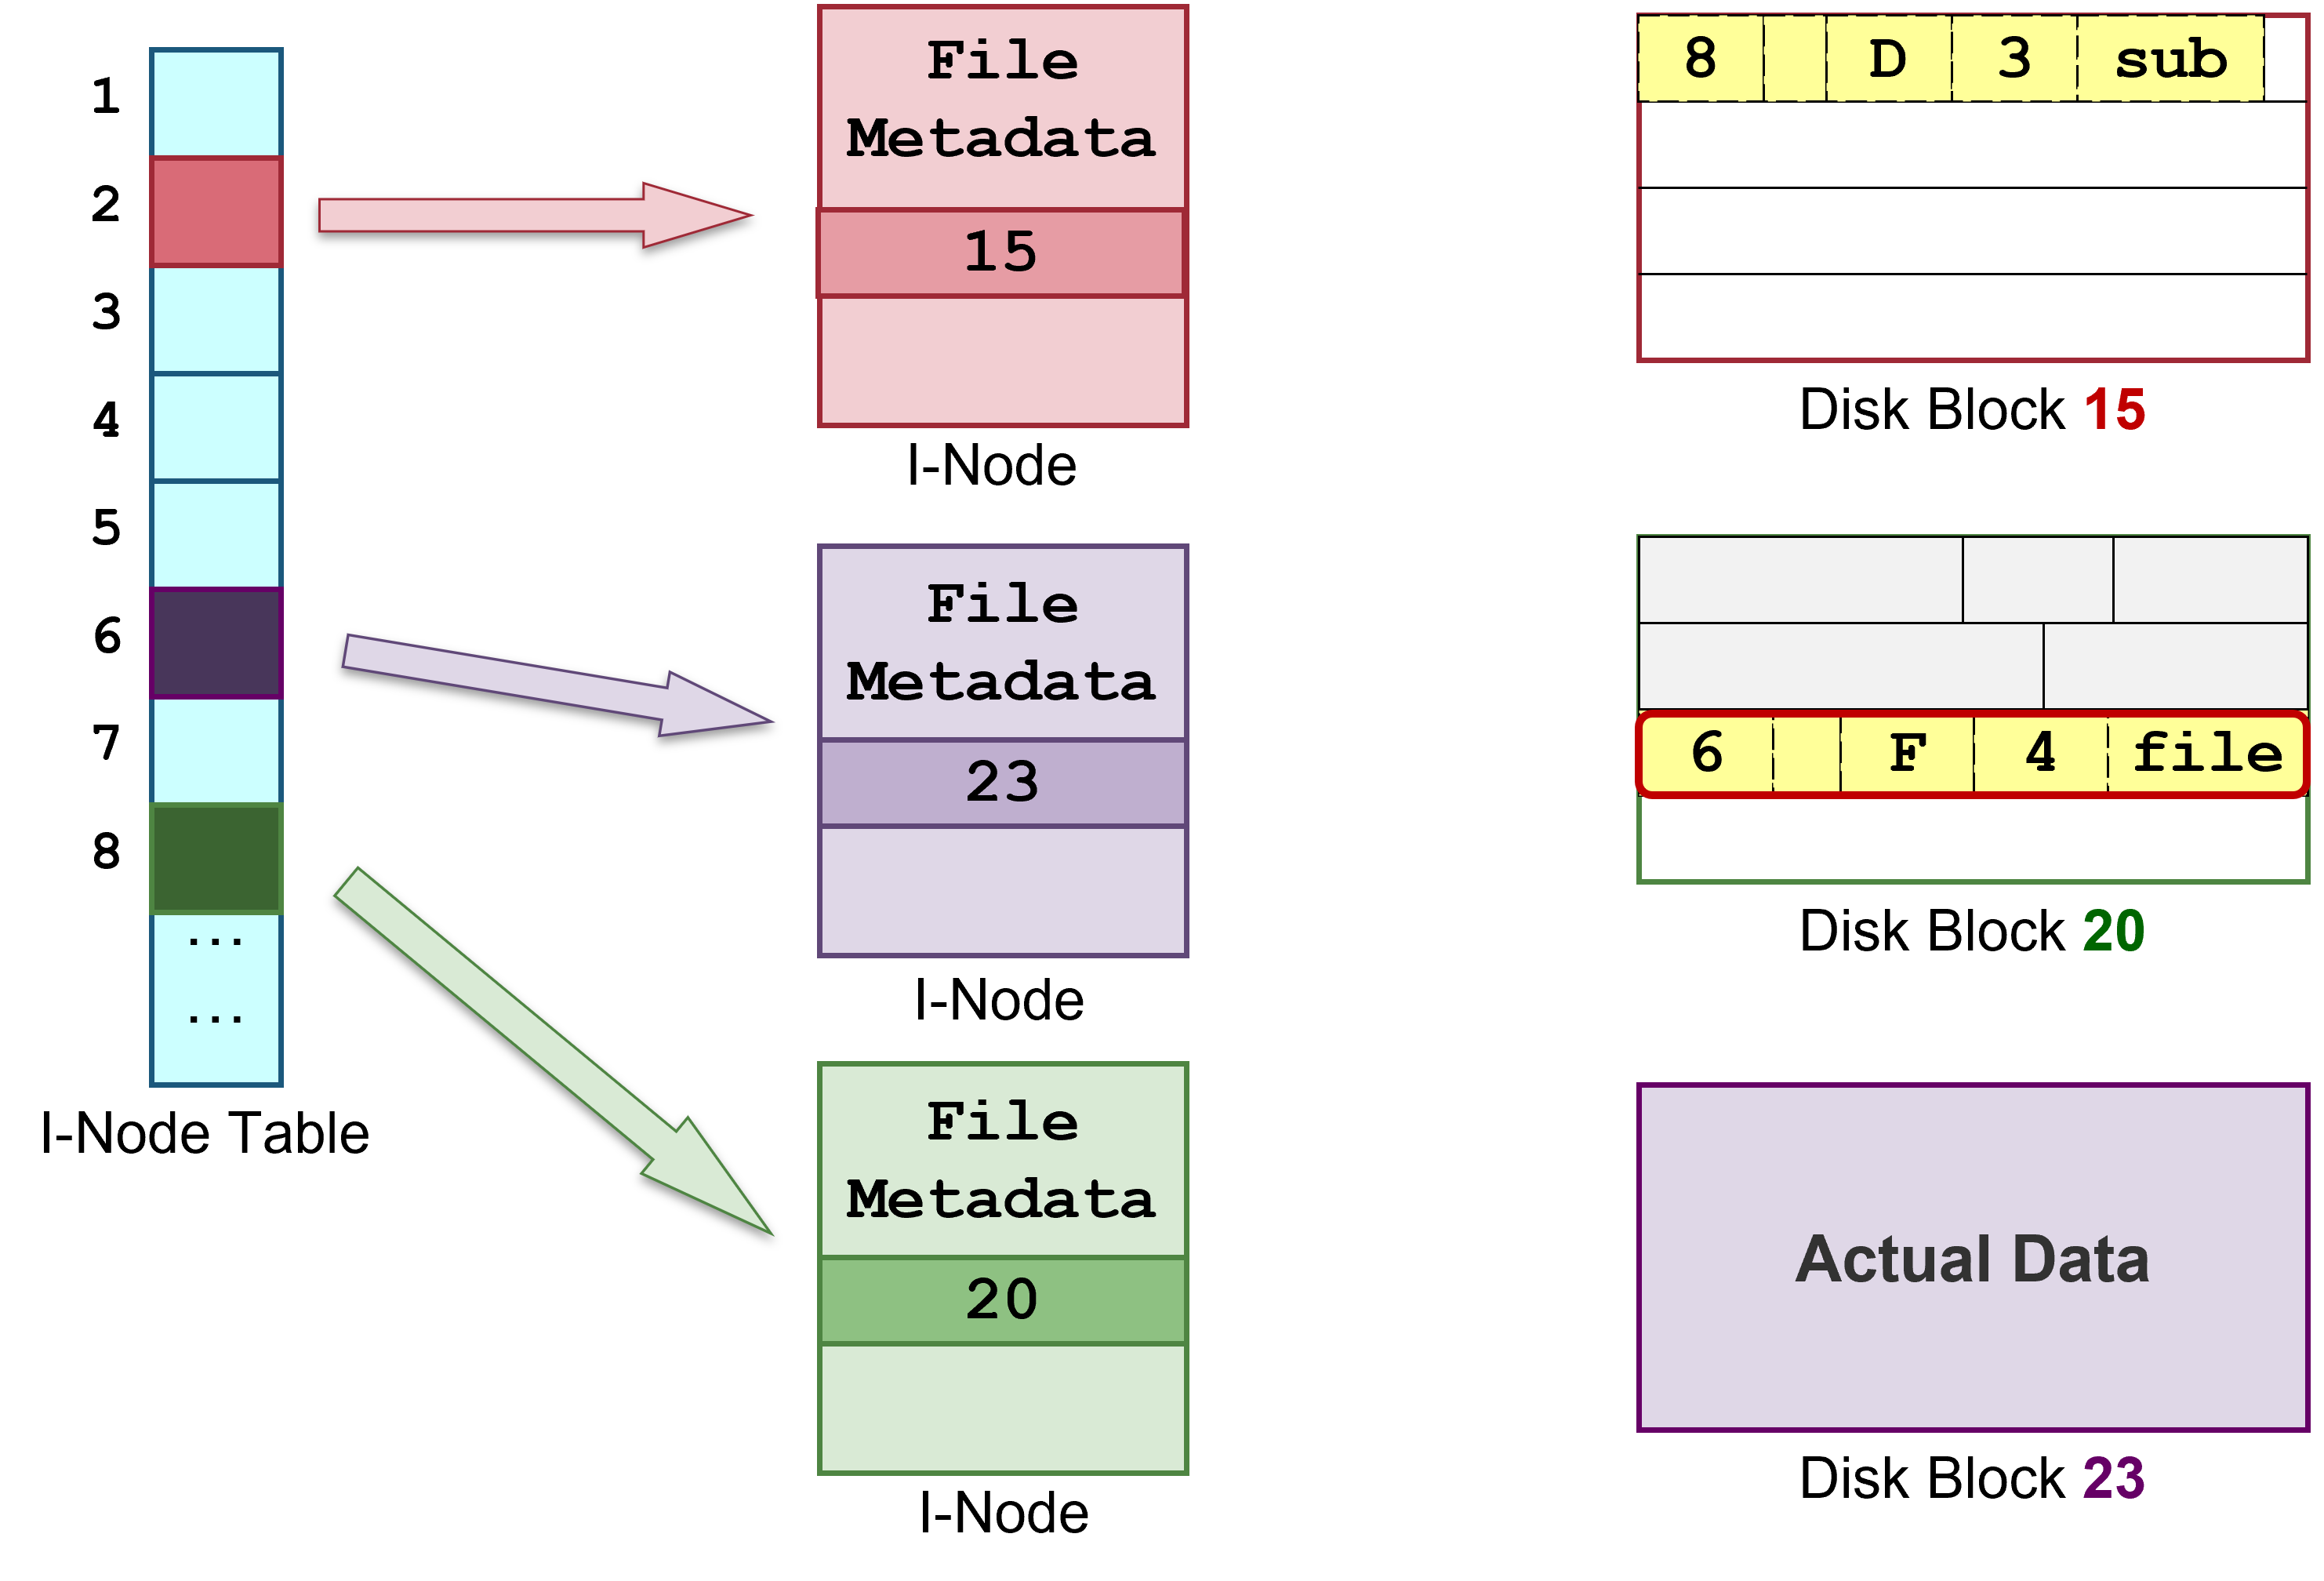 1
2
3
4
5
6
7
8
...
...
I-Node Table
File
Metadata
15
I-Node
File
Metadata
23
I-Node
File
Metadata
20
I-Node
8 D 3 sub
Disk Block 15
6 F 4 file
Disk Block 20
Actual Data
Disk Block 23